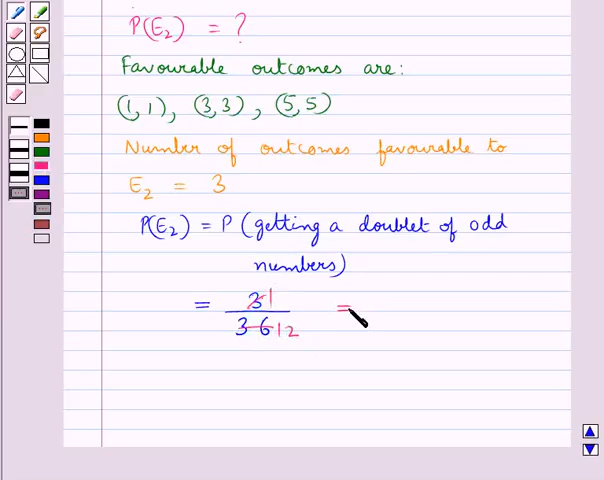 P(E₂) = ?
Favourable outcomes are:
(1,1), (3,3), (5,5)
Number of outcomes favourable to
E₂ = 3
P(E₂) = P (getting a doublet of odd
numbers)
= 3 1
36 12 =